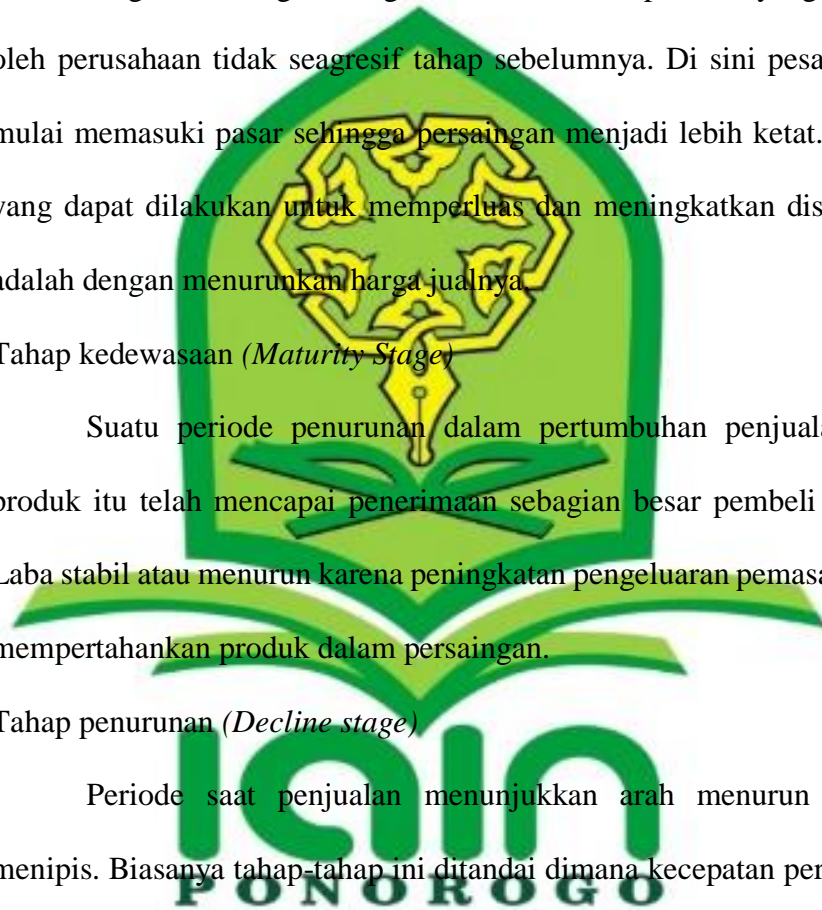 oleh perusahaan tidak seagresif tahap sebelumnya. Di sini pesa
mulai memasuki pasar sehingga persaingan menjadi lebih ketat.
yang dapat dilakukan untuk memperluas dan meningkatkan dis
adalah dengan menurunkan harga jualnya.
Tahap kedewasaan (Maturity Stage)
Suatu periode penurunan dalam pertumbuhan penjual
produk itu telah mencapai penerimaan sebagian besar pembeli
Laba stabil atau menurun karena peningkatan pengeluaran pemasa
mempertahankan produk dalam persaingan.
Tahap penurunan (Decline stage)
iain
Periode saat penjualan menunjukkan arah menurun
menipis. Biasanya tahap-tahap ini ditandai dimana kecepatan pe
PONOROGO